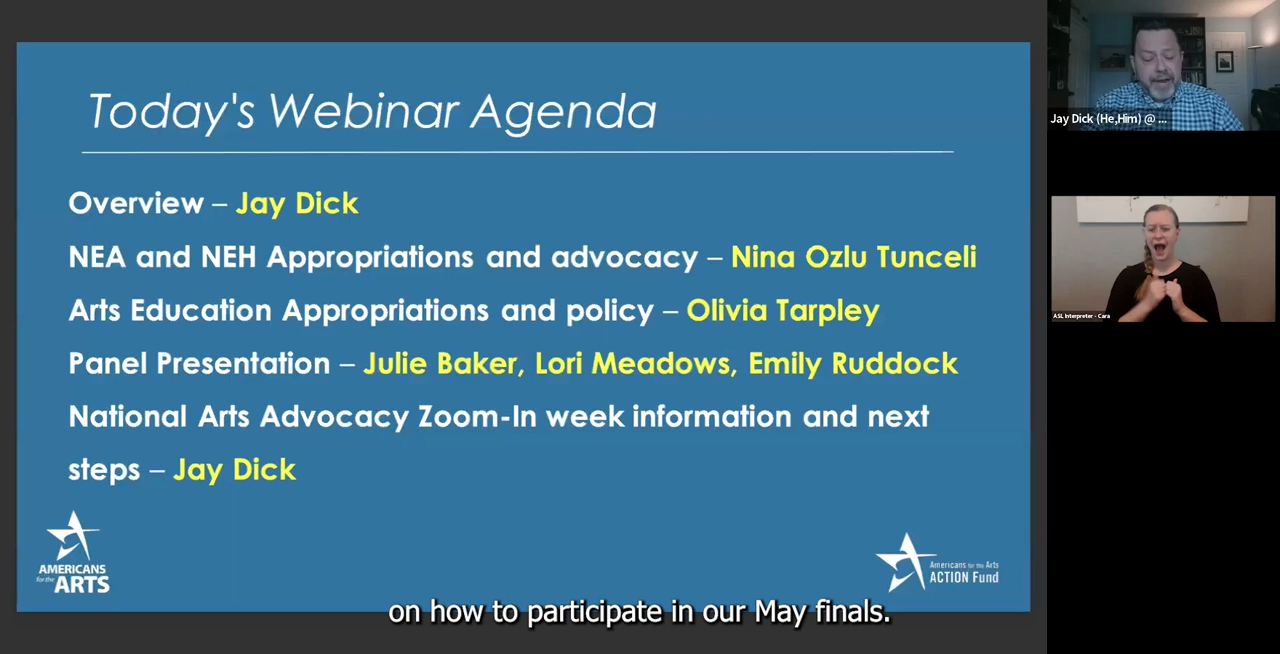 Today's Webinar Agenda
Overview – Jay Dick
NEA and NEH Appropriations and advocacy – Nina Ozlu Tunceli
Arts Education Appropriations and policy – Olivia Tarpley
Panel Presentation – Julie Baker, Lori Meadows, Emily Ruddock
National Arts Advocacy Zoom-In week information and next
steps – Jay Dick
AMERICANS
for the ARTS
Americans for the Arts
ACTION Fund
on how to participate in our May finals.
Jay Dick (He,Him) @ ...
ASL Interpreter - Cara